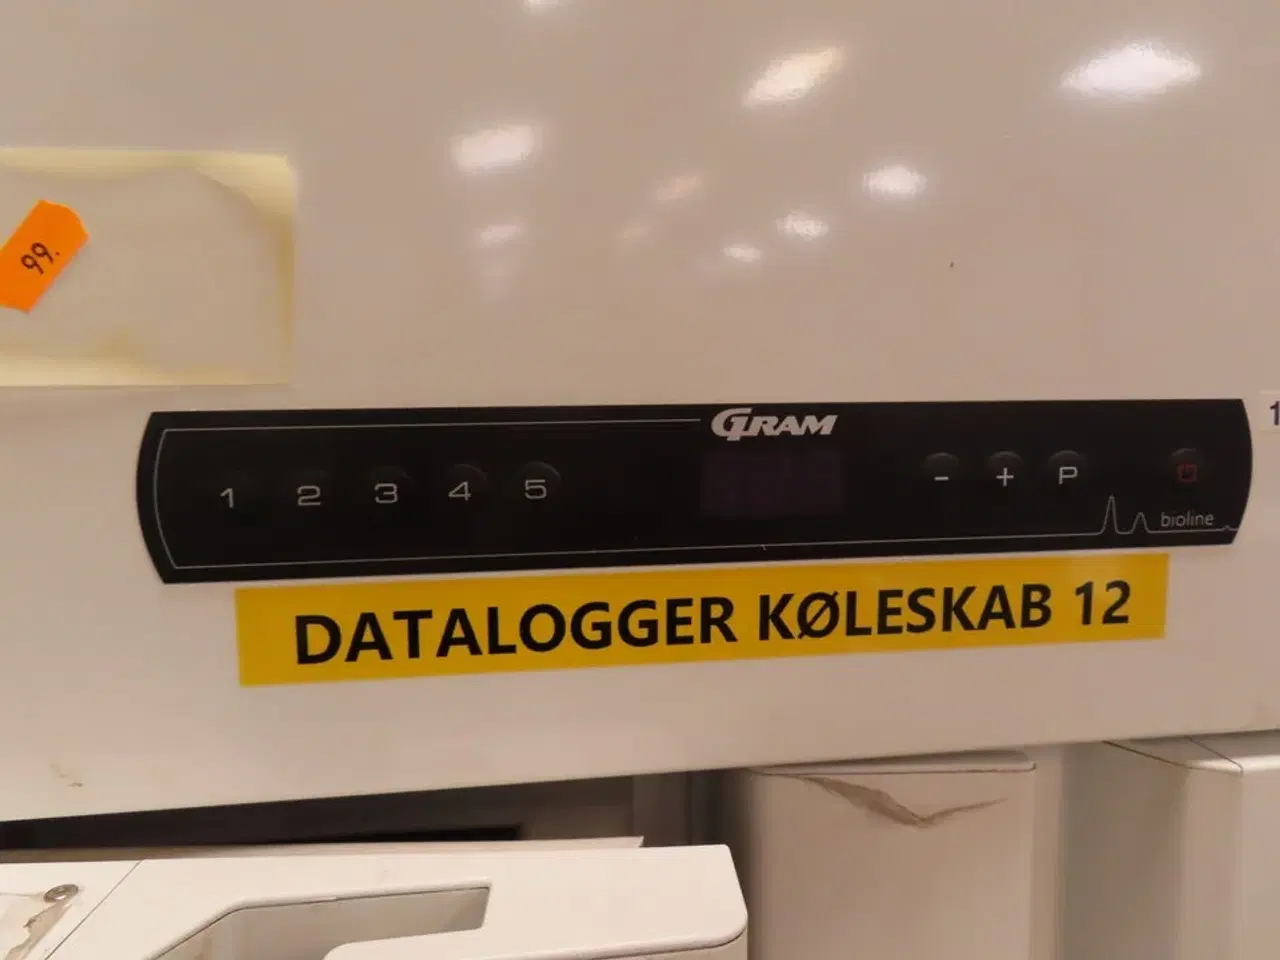 99.
GRAM
1 2 3 4 5 - + P
bioline
DATALOGGER KØLESKAB 12